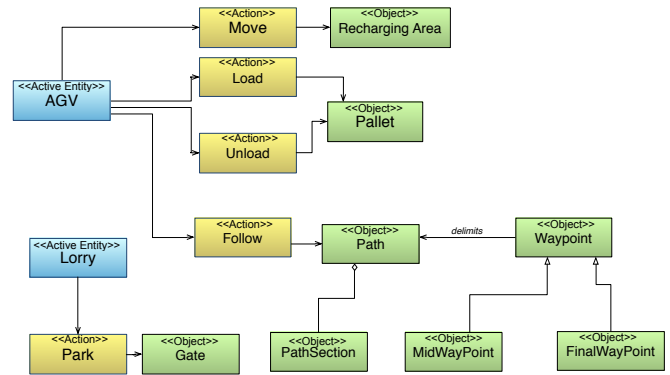 <<Action>>
Move
<<Object>>
Recharging Area
<<Active Entity>>
AGV
<<Action>>
Load
<<Object>>
Pallet
<<Action>>
Unload
<<Action>>
Follow
<<Object>>
Path
delimits
<<Object>>
Waypoint
<<Active Entity>>
Lorry
<<Action>>
Park
<<Object>>
Gate
<<Object>>
PathSection
<<Object>>
MidWayPoint
<<Object>>
FinalWayPoint